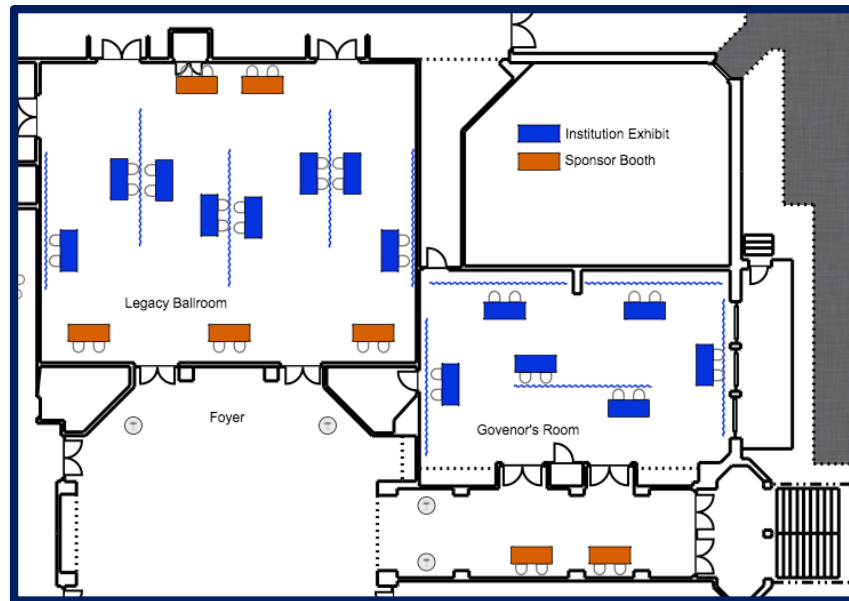 Institution Exhibit
Sponsor Booth
Legacy Ballroom
Foyer
Govenor's Room